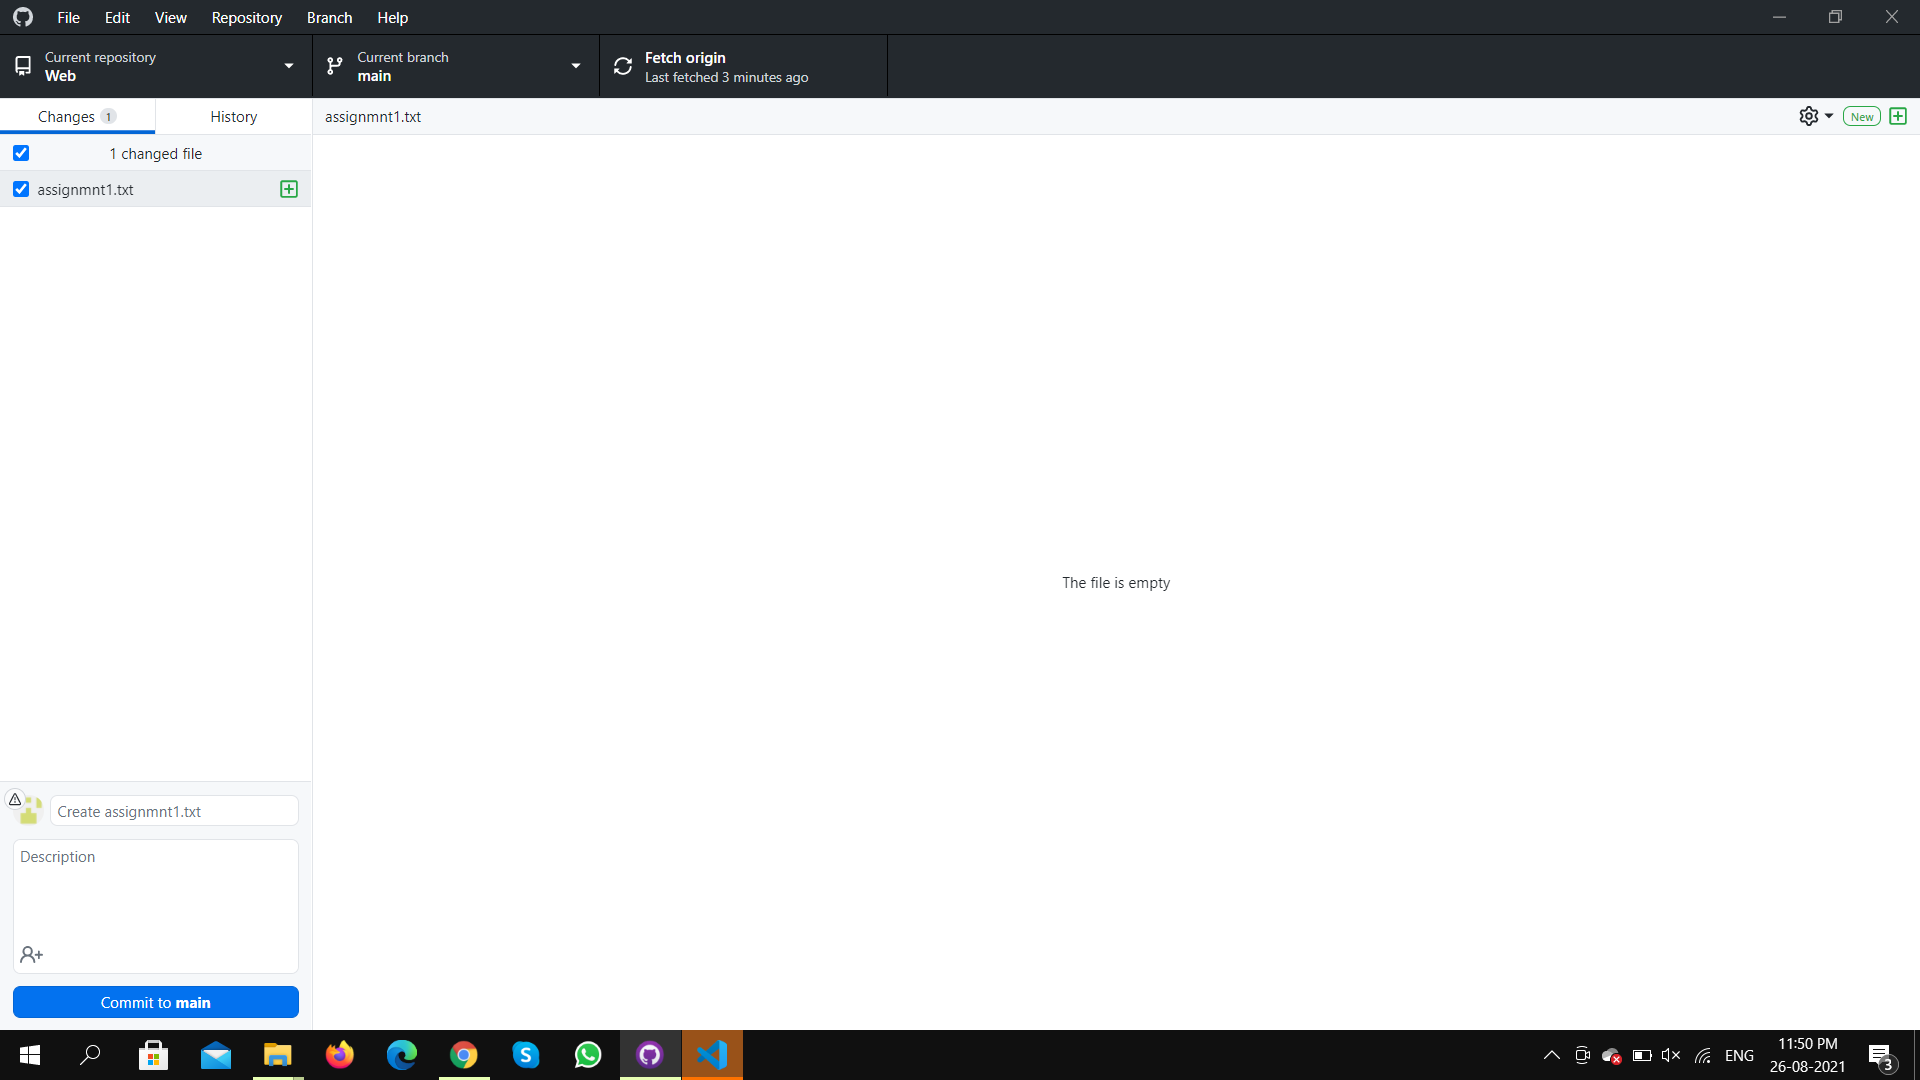 File Edit View Repository Branch Help
Current repository
Web
Current branch
main
Fetch origin
Last fetched 3 minutes ago
Changes 1 History
assignmnt1.txt
New
1 changed file
assignmnt1.txt
The file is empty
Create assignmnt1.txt
Description
Commit to main
ENG
11:50 PM
26-08-2021
3